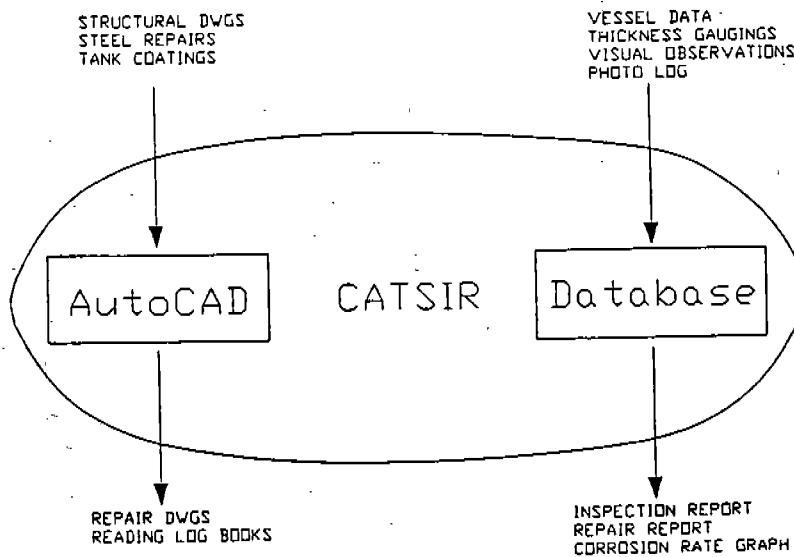 STRUCTURAL DWGS
STEEL REPAIRS
TANK COATINGS
VESSEL DATA
THICKNESS GAUGINGS
VISUAL OBSERVATIONS
PHOTO LOG
AutoCAD
CATSIR
Database
REPAIR DWGS
READING LOG BOOKS
INSPECTION REPORT
REPAIR REPORT
CORROSION RATE GRAPH